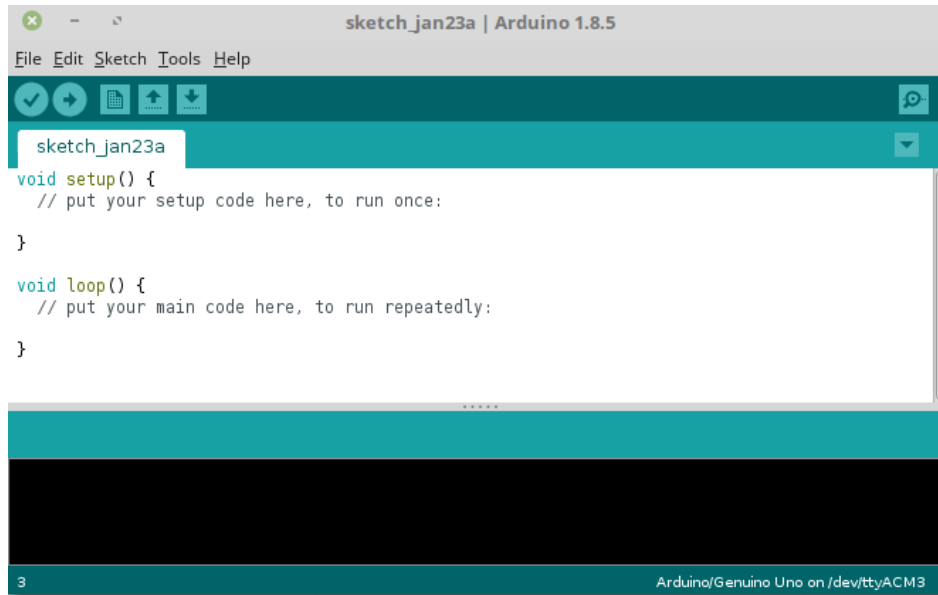 sketch_jan23a | Arduino 1.8.5
File Edit Sketch Tools Help
sketch_jan23a
void setup() {
  // put your setup code here, to run once:
}
void loop() {
  // put your main code here, to run repeatedly:
}
3 Arduino/Genuino Uno on /dev/ttyACM3